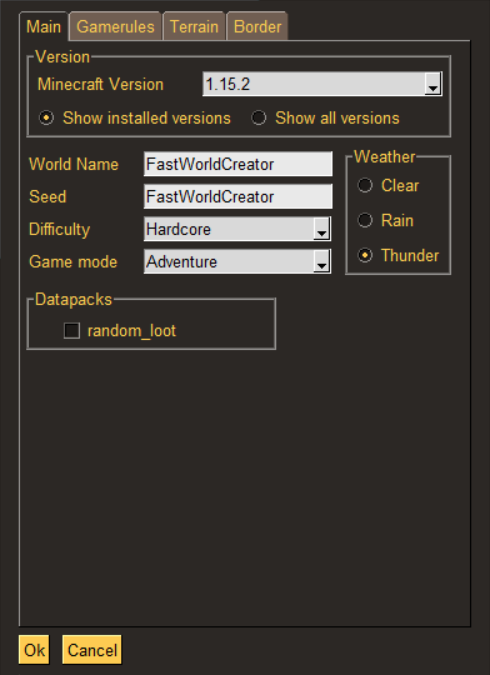 Main Gamerules Terrain Border
Version
Minecraft Version 1.15.2
Show installed versions Show all versions
World Name FastWorldCreator
Seed FastWorldCreator
Difficulty Hardcore
Game mode Adventure
Weather
Clear
Rain
Thunder
Datapacks
random_loot
Ok Cancel